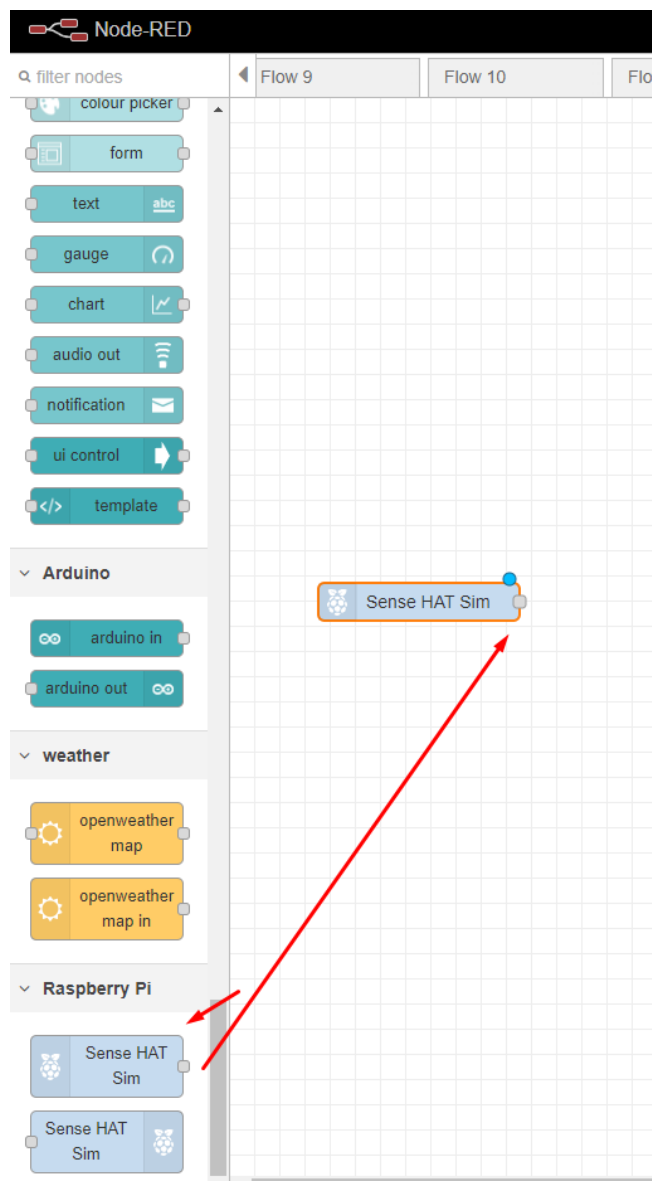 Node-RED
filter nodes
Flow 9
Flow 10
Flo
colour picker
form
text
abc
gauge
chart
audio out
notification
ui control
</> template
Arduino
arduino in
arduino out
weather
openweather
map
openweather
map in
Raspberry Pi
Sense HAT
Sim
Sense HAT
Sim
Sense HAT Sim